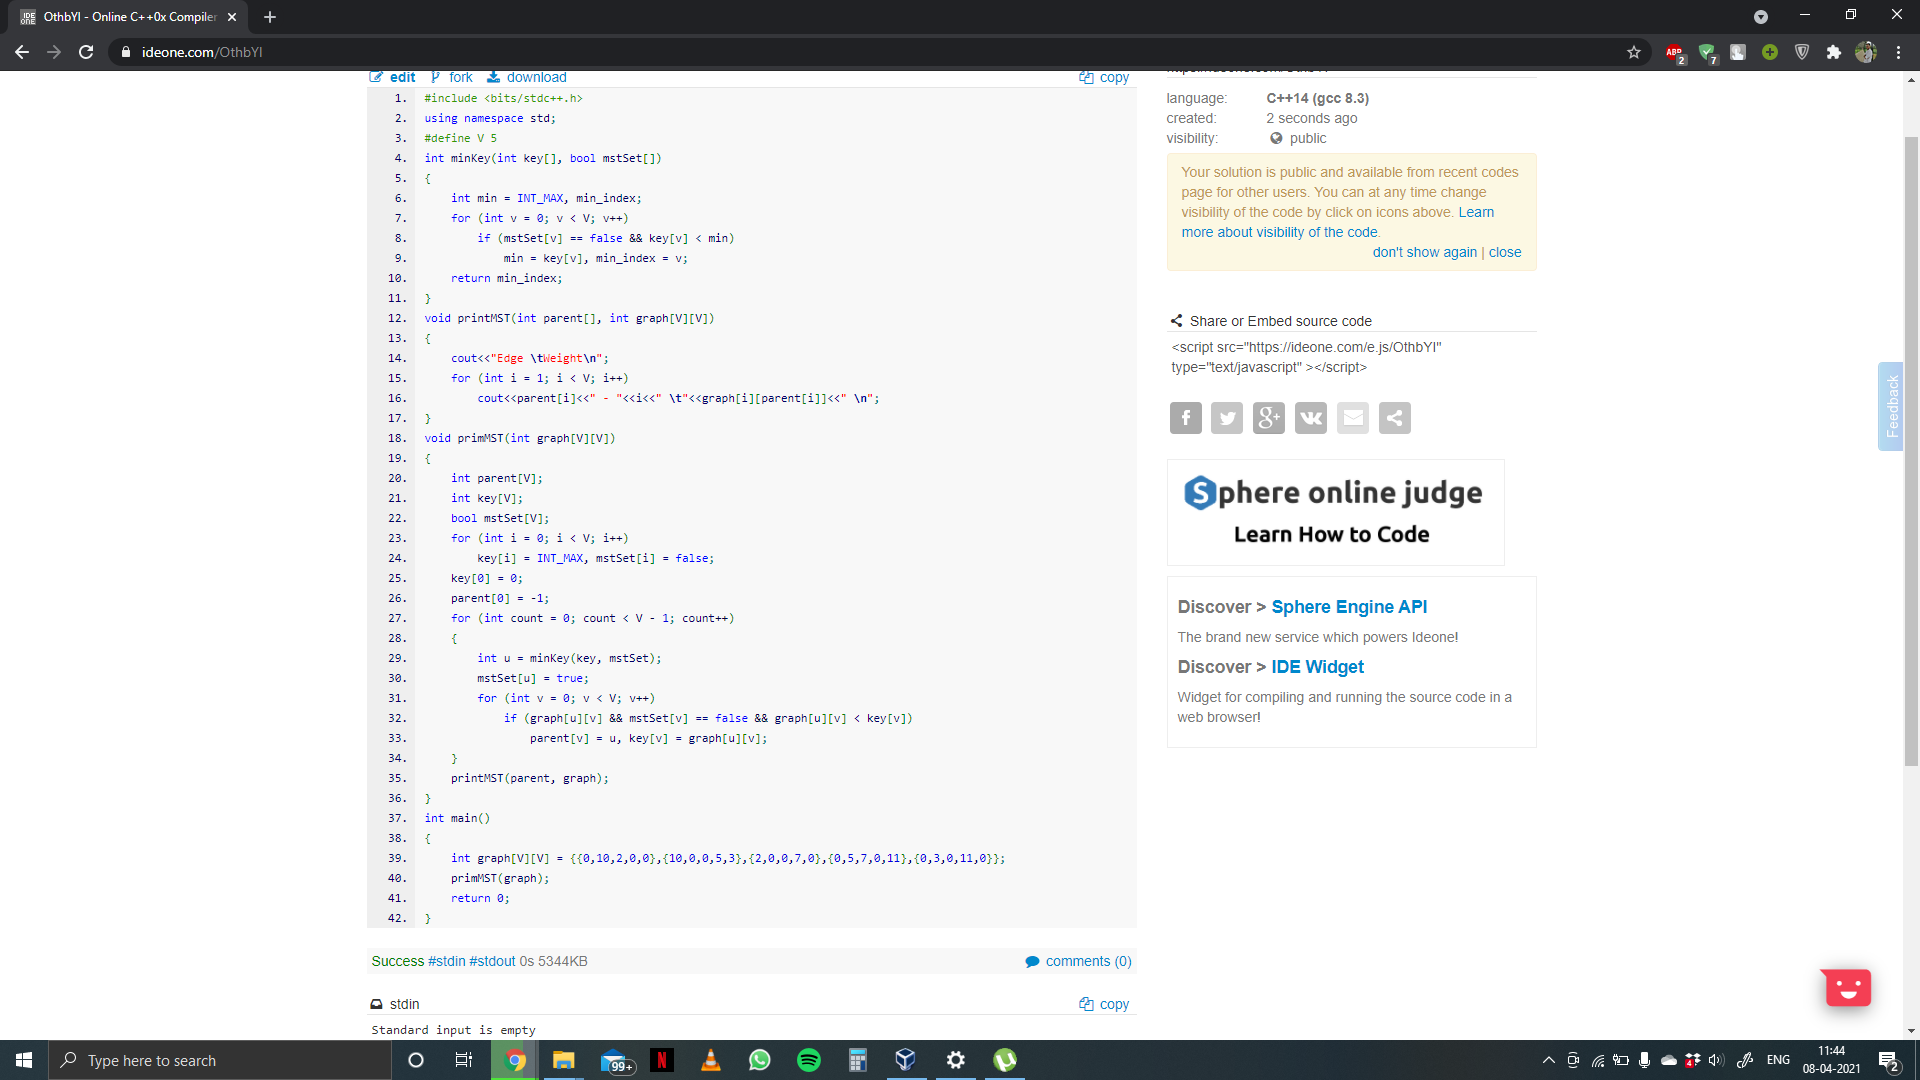 OthbYI - Online C++0x Compiler
ideone.com/OthbYI
edit fork download copy
1. #include <bits/stdc++.h>
2. using namespace std;
3. #define V 5
4. int minKey(int key[], bool mstSet[])
5. {
6. int min = INT_MAX, min_index;
7. for (int v = 0; v < V; v++)
8. if (mstSet[v] == false && key[v] < min)
9. min = key[v], min_index = v;
10. return min_index;
11. }
12. void printMST(int parent[], int graph[V][V])
13. {
14. cout<<"Edge \tWeight\n";
15. for (int i = 1; i < V; i++)
16. cout<<parent[i]<<" - "<<i<<" \t"<<graph[i][parent[i]]<<" \n";
17. }
18. void primMST(int graph[V][V])
19. {
20. int parent[V];
21. int key[V];
22. bool mstSet[V];
23. for (int i = 0; i < V; i++)
24. key[i] = INT_MAX, mstSet[i] = false;
25. key[0] = 0;
26. parent[0] = -1;
27. for (int count = 0; count < V - 1; count++)
28. {
29. int u = minKey(key, mstSet);
30. mstSet[u] = true;
31. for (int v = 0; v < V; v++)
32. if (graph[u][v] && mstSet[v] == false && graph[u][v] < key[v])
33. parent[v] = u, key[v] = graph[u][v];
34. }
35. printMST(parent, graph);
36. }
37. int main()
38. {
39. int graph[V][V] = {{0,10,2,0,0},{10,0,0,5,3},{2,0,0,7,0},{0,5,7,0,11},{0,3,0,11,0}};
40. primMST(graph);
41. return 0;
42. }
Success #stdin #stdout 0s 5344KB
comments (0)
stdin
copy
Standard input is empty
language: C++14 (gcc 8.3)
created: 2 seconds ago
visibility: public
Your solution is public and available from recent codes
page for other users. You can at any time change
visibility of the code by click on icons above. Learn
more about visibility of the code.
don't show again | close
Share or Embed source code
<script src="https://ideone.com/e.js/OthbYI"
type="text/javascript" ></script>
Sphere online judge
Learn How to Code
Discover > Sphere Engine API
The brand new service which powers Ideone!
Discover > IDE Widget
Widget for compiling and running the source code in a
web browser!
Feedback
Type here to search
99+
ENG
11:44
08-04-2021
2